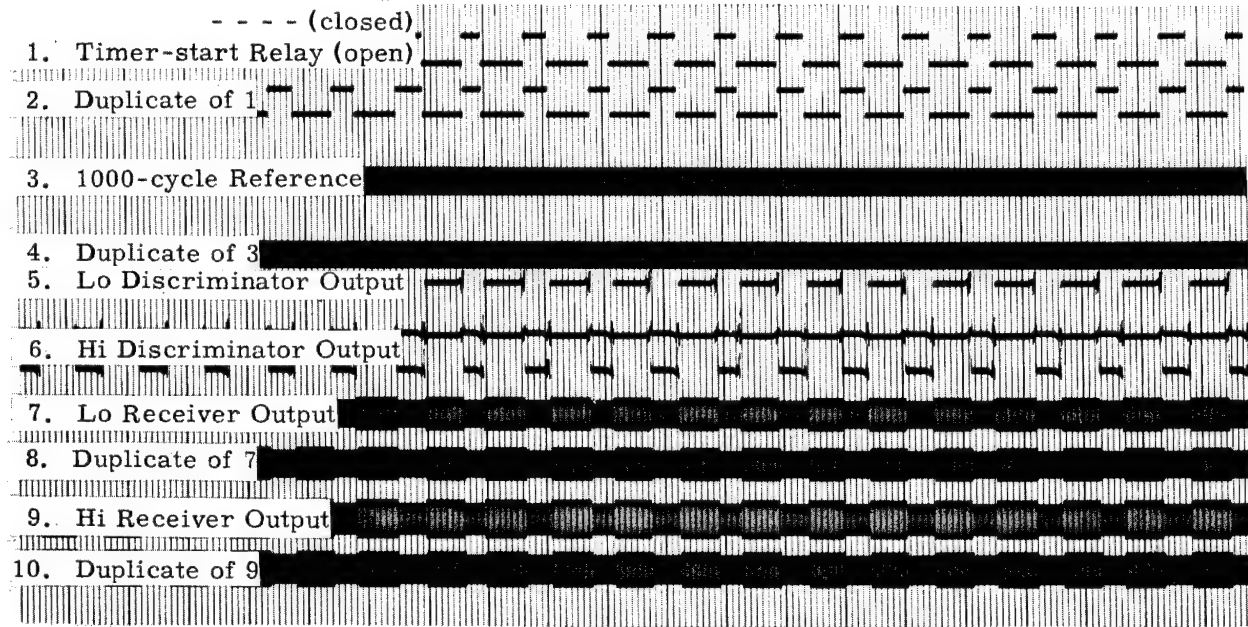 - - - - (closed)
1. Timer-start Relay (open)
2. Duplicate of 1
3. 1000-cycle Reference
4. Duplicate of 3
5. Lo Discriminator Output
6. Hi Discriminator Output
7. Lo Receiver Output
8. Duplicate of 7
9. Hi Receiver Output
10. Duplicate of 9